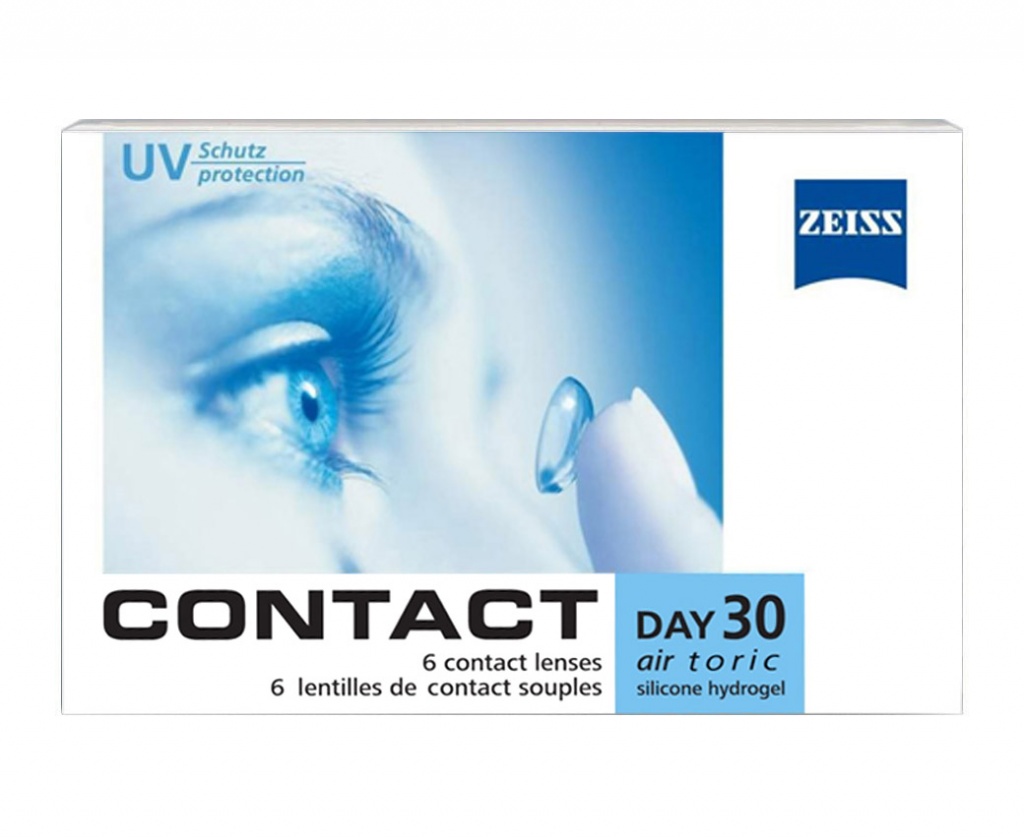 UV Schutz
protection
ZEISS
CONTACT
6 contact lenses
6 lentilles de contact souples
DAY 30
air toric
silicone hydrogel